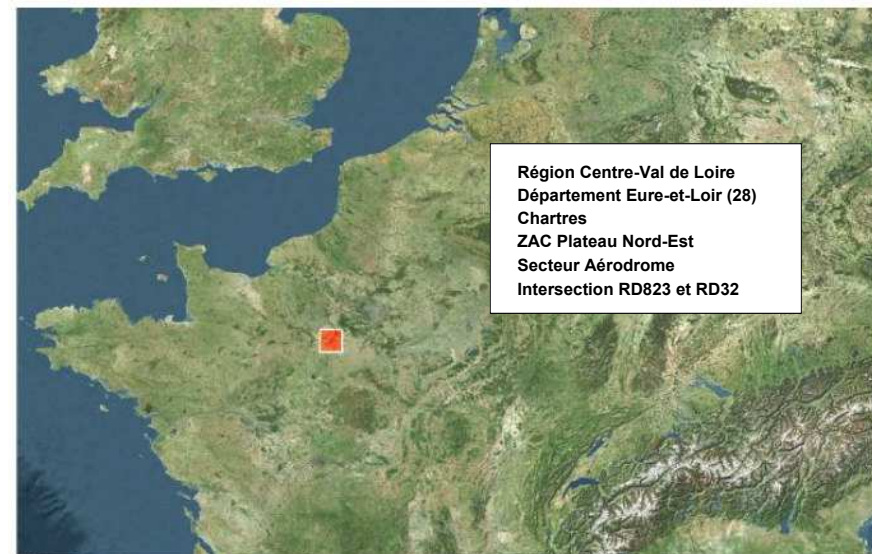 Région Centre-Val de Loire
Département Eure-et-Loir (28)
Chartres
ZAC Plateau Nord-Est
Secteur Aérodrome
Intersection RD823 et RD32